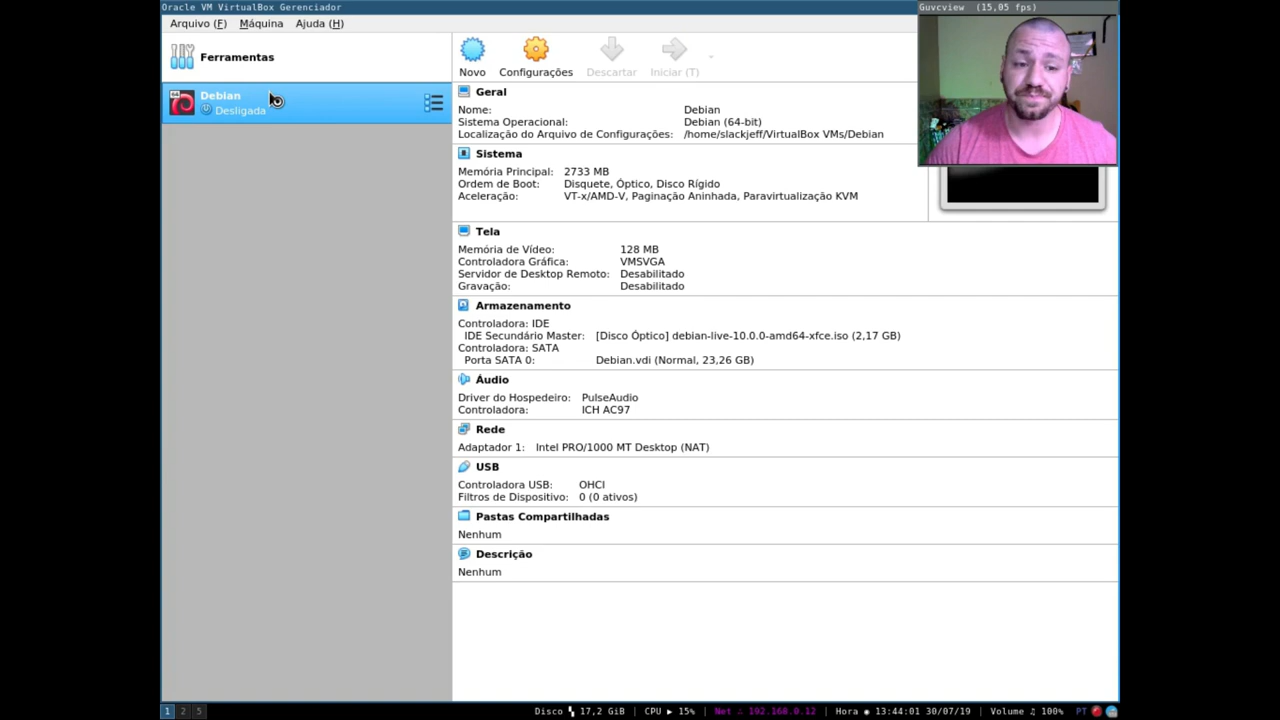 Oracle VM VirtualBox Gerenciador
Guvcview (15,05 fps)
Arquivo (F) Máquina Ajuda (H)
Ferramentas
Novo Configurações Descartar Iniciar (T)
Debian
Desligada
Geral
Nome: Debian
Sistema Operacional: Debian (64-bit)
Localização do Arquivo de Configurações: /home/slackjeff/VirtualBox VMs/Debian
Sistema
Memória Principal: 2733 MB
Ordem de Boot: Disquete, Óptico, Disco Rígido
Aceleração: VT-x/AMD-V, Paginação Aninhada, Paravirtualização KVM
Tela
Memória de Vídeo: 128 MB
Controladora Gráfica: VMSVGA
Servidor de Desktop Remoto: Desabilitado
Gravação: Desabilitado
Armazenamento
Controladora: IDE
IDE Secundário Master: [Disco Óptico] debian-live-10.0.0-amd64-xfce.iso (2,17 GB)
Controladora: SATA
Porta SATA 0: Debian.vdi (Normal, 23,26 GB)
Áudio
Driver do Hospedeiro: PulseAudio
Controladora: ICH AC97
Rede
Adaptador 1: Intel PRO/1000 MT Desktop (NAT)
USB
Controladora USB: OHCI
Filtros de Dispositivo: 0 (0 ativos)
Pastas Compartilhadas
Nenhum
Descrição
Nenhum
1 2 5 Disco 17,2 GiB | CPU ▶ 15% | Net 192.168.0.12 | Hora ◉ 13:44:01 30/07/19 | Volume ♫ 100% PT